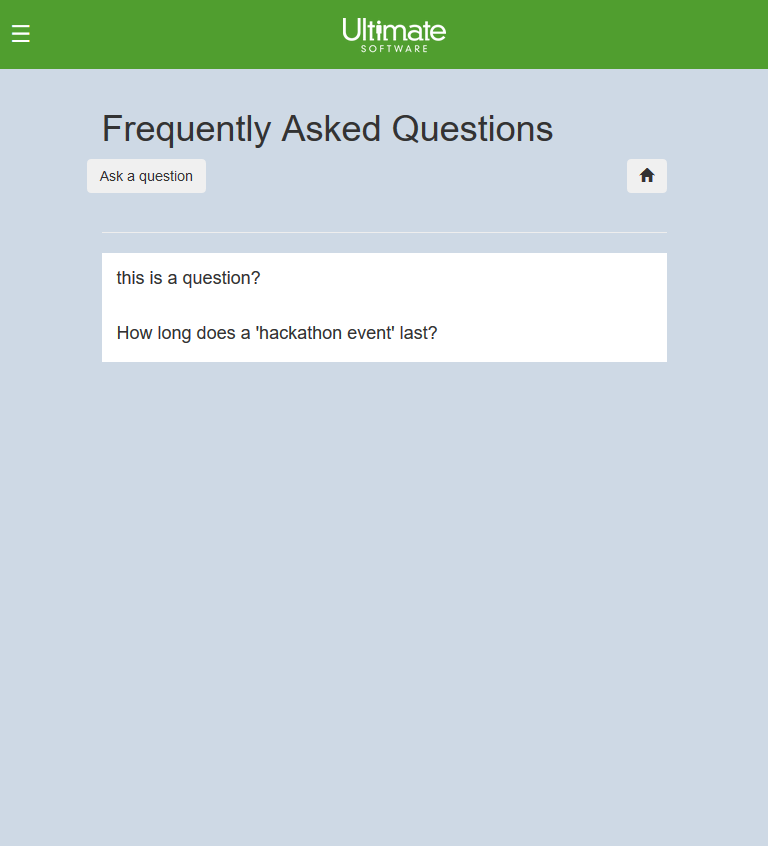 Ultimate
SOFTWARE
Frequently Asked Questions
Ask a question
this is a question?
How long does a 'hackathon event' last?